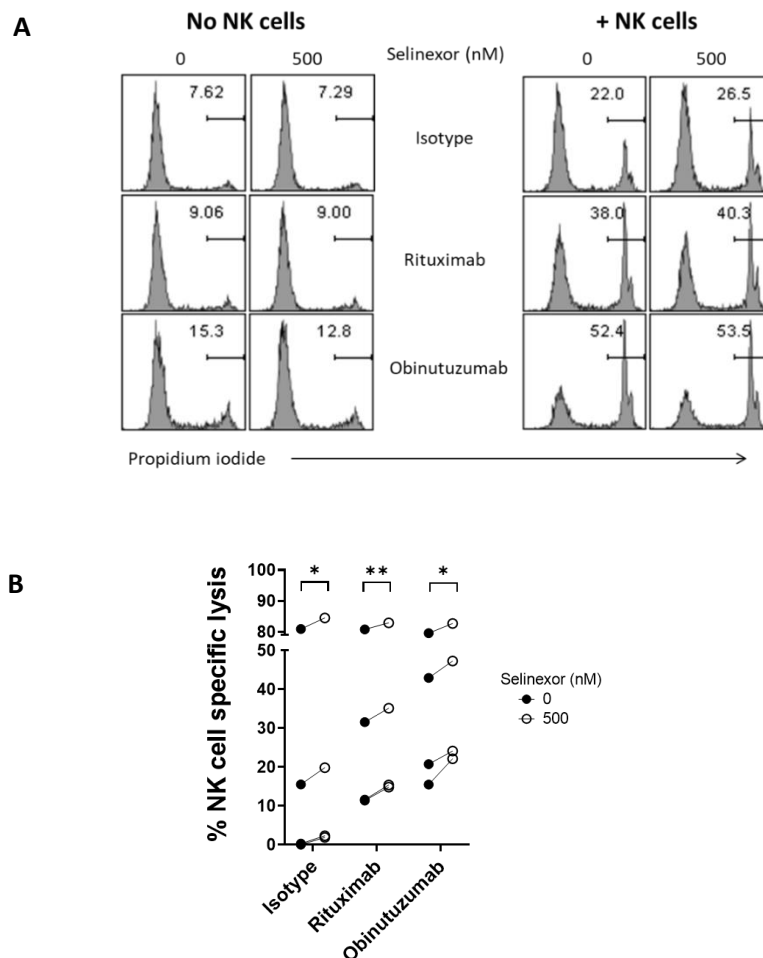 A
No NK cells
+ NK cells
0
500
Selinexor (nM)
0
500
7.62
7.29
Isotype
22.0
26.5
9.06
9.00
Rituximab
38.0
40.3
15.3
12.8
Obinutuzumab
52.4
53.5
Propidium iodide
B
% NK cell specific lysis
100
90
80
50
40
30
20
10
0
*
**
*
Isotype
Rituximab
Obinutuzumab
Selinexor (nM)
0
500